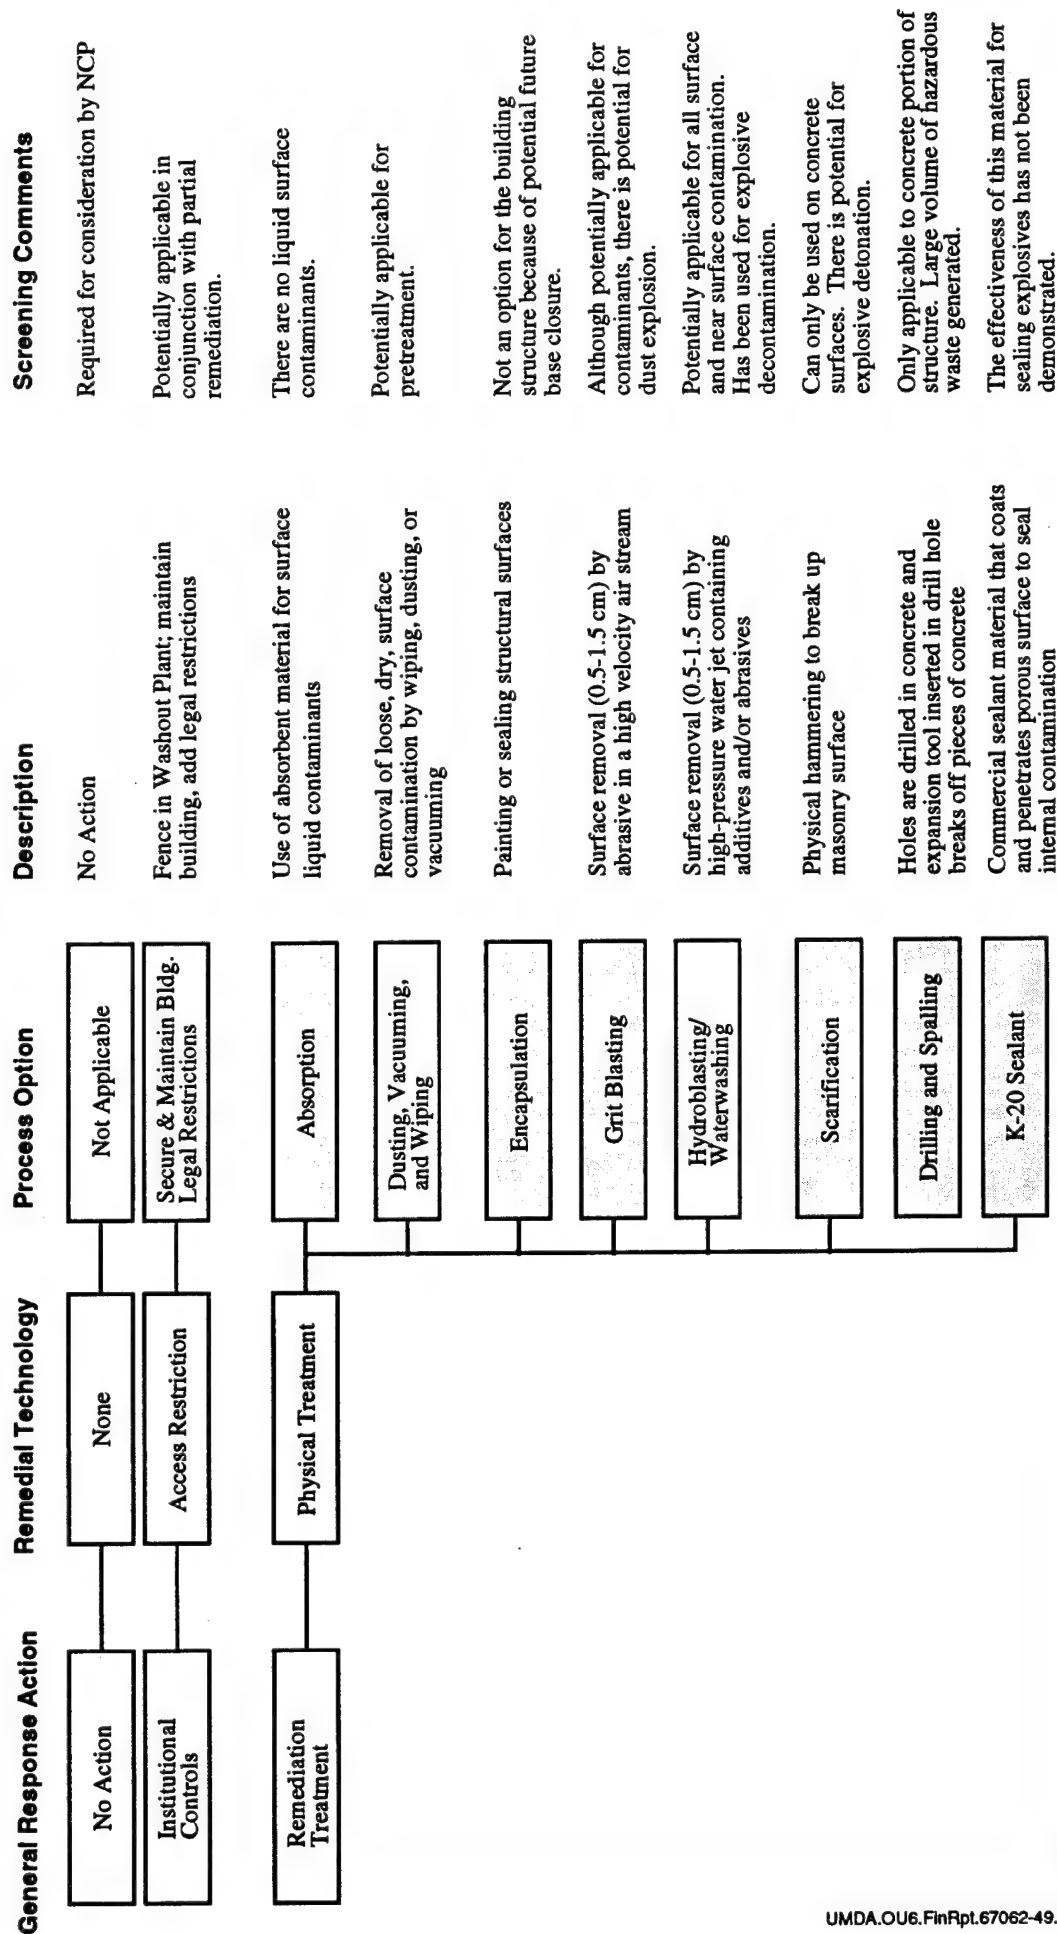 General Response Action
Remedial Technology
Process Option
Description
Screening Comments
No Action
None
Not Applicable
No Action
Required for consideration by NCP
Institutional
Controls
Access Restriction
Secure & Maintain Bldg.
Legal Restrictions
Fence in Washout Plant; maintain
building, add legal restrictions
Potentially applicable in
conjunction with partial
remediation.
Remediation
Treatment
Physical Treatment
Absorption
Use of absorbent material for surface
liquid contaminants
There are no liquid surface
contaminants.
Dusting, Vacuuming,
and Wiping
Removal of loose, dry, surface
contamination by wiping, dusting, or
vacuuming
Potentially applicable for
pretreatment.
Encapsulation
Painting or sealing structural surfaces
Not an option for the building
structure because of potential future
base closure.
Grit Blasting
Surface removal (0.5-1.5 cm) by
abrasive in a high velocity air stream
Although potentially applicable for
contaminants, there is potential for
dust explosion.
Hydroblasting/
Waterwashing
Surface removal (0.5-1.5 cm) by
high-pressure water jet containing
additives and/or abrasives
Potentially applicable for all surface
and near surface contamination.
Has been used for explosive
decontamination.
Scarification
Physical hammering to break up
masonry surface
Can only be used on concrete
surfaces. There is potential for
explosive detonation.
Drilling and Spalling
Holes are drilled in concrete and
expansion tool inserted in drill hole
breaks off pieces of concrete
Only applicable to concrete portion of
structure. Large volume of hazardous
waste generated.
K-20 Sealant
Commercial sealant material that coats
and penetrates porous surface to seal
internal contamination
The effectiveness of this material for
sealing explosives has not been
demonstrated.
UMDA.OU6.FinRpt.67062-49.